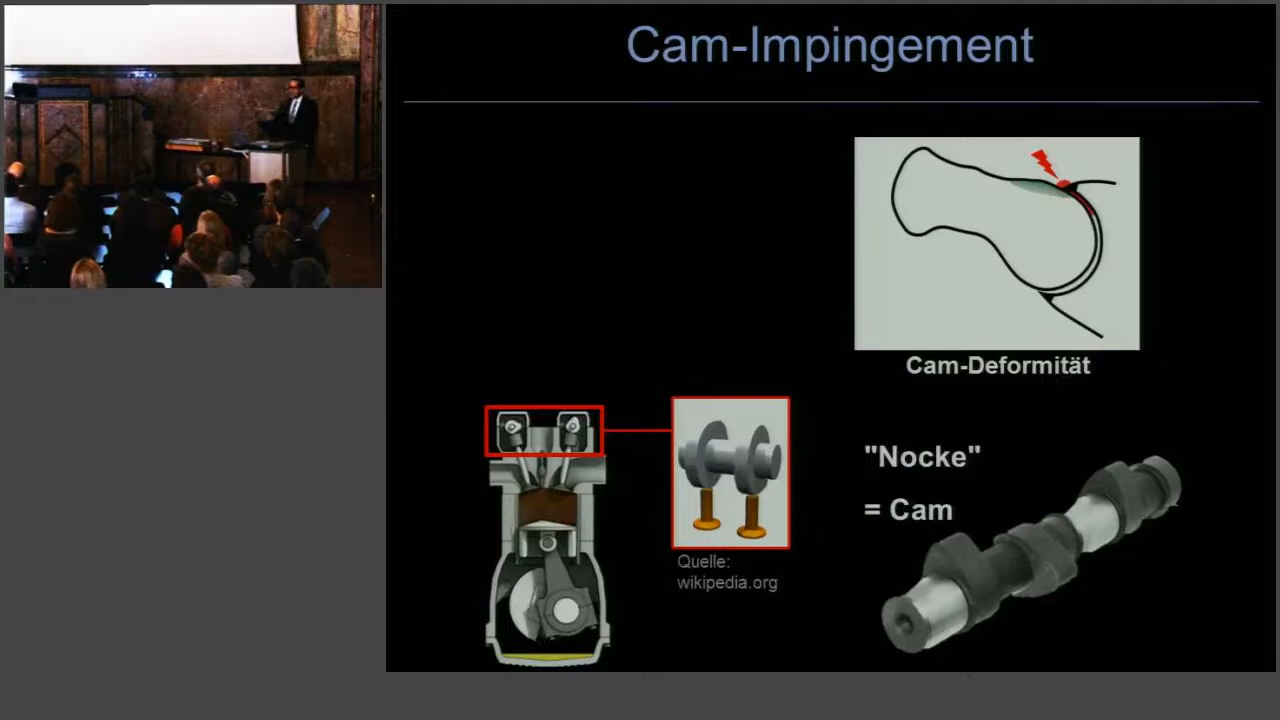 Cam-Impingement
Cam-Deformität
"Nocke"
= Cam
Quelle:
wikipedia.org